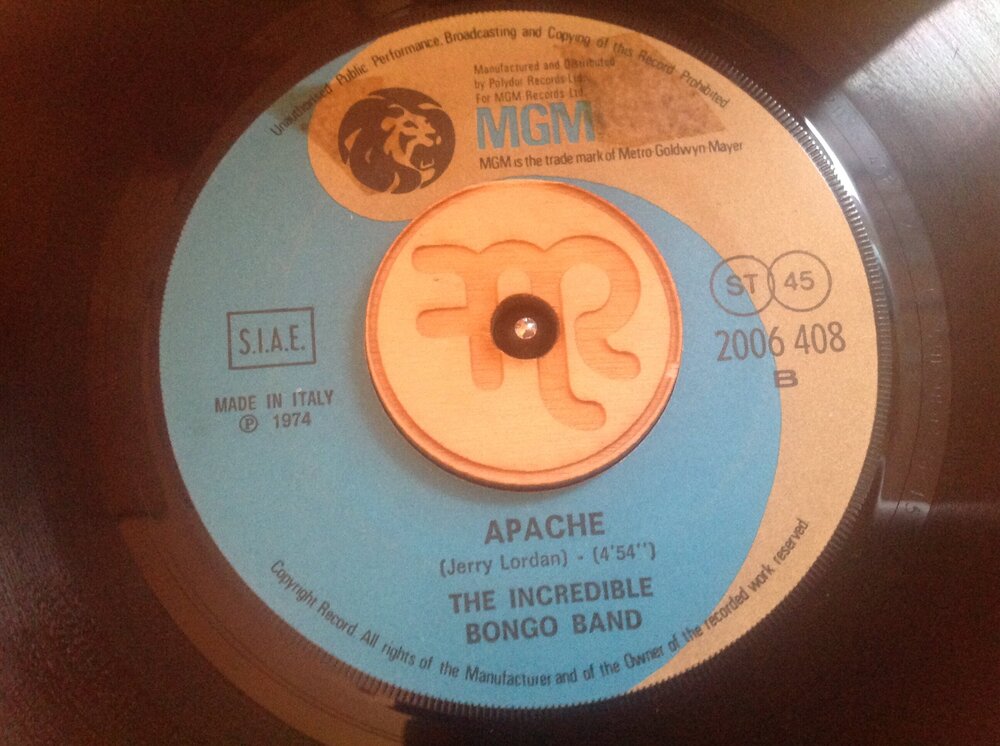 Unauthorised Public Performance. Broadcasting and Copying of this Record Prohibited
Manufactured and Distributed
by Polydor Records Ltd.
For MGM Records Ltd.
MGM
MGM is the trade mark of Metro-Goldwyn-Mayer
ST 45
2006 408
B
S.I.A.E.
MADE IN ITALY
℗ 1974
APACHE
(Jerry Lordan) - (4'54")
THE INCREDIBLE
BONGO BAND
Copyright Record. All rights of the Manufacturer and of the Owner of the recorded work reserved.